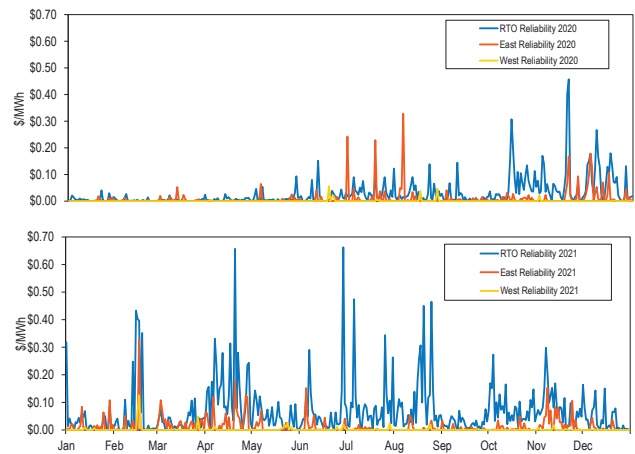 $0.70
$0.60
$0.50
$0.40
$0.30
$0.20
$0.10
$0.00
$/MWh
RTO Reliability 2020
East Reliability 2020
West Reliability 2020
$0.70
$0.60
$0.50
$0.40
$0.30
$0.20
$0.10
$0.00
$/MWh
RTO Reliability 2021
East Reliability 2021
West Reliability 2021
Jan Feb Mar Apr May Jun Jul Aug Sep Oct Nov Dec